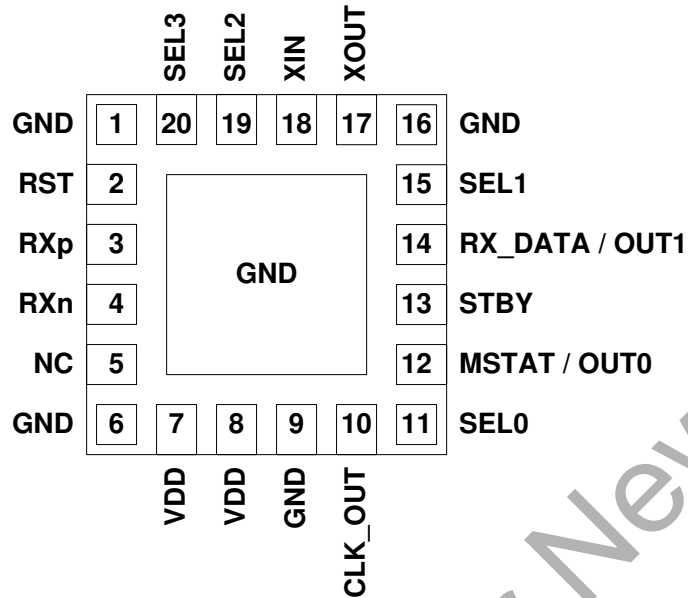 SEL3 SEL2 XIN XOUT
GND 1 20 19 18 17 16 GND
RST 2 15 SEL1
RXp 3 14 RX_DATA / OUT1
GND
RXn 4 13 STBY
NC 5 12 MSTAT / OUT0
GND 6 7 8 9 10 11 SEL0
VDD VDD GND CLK_OUT
New